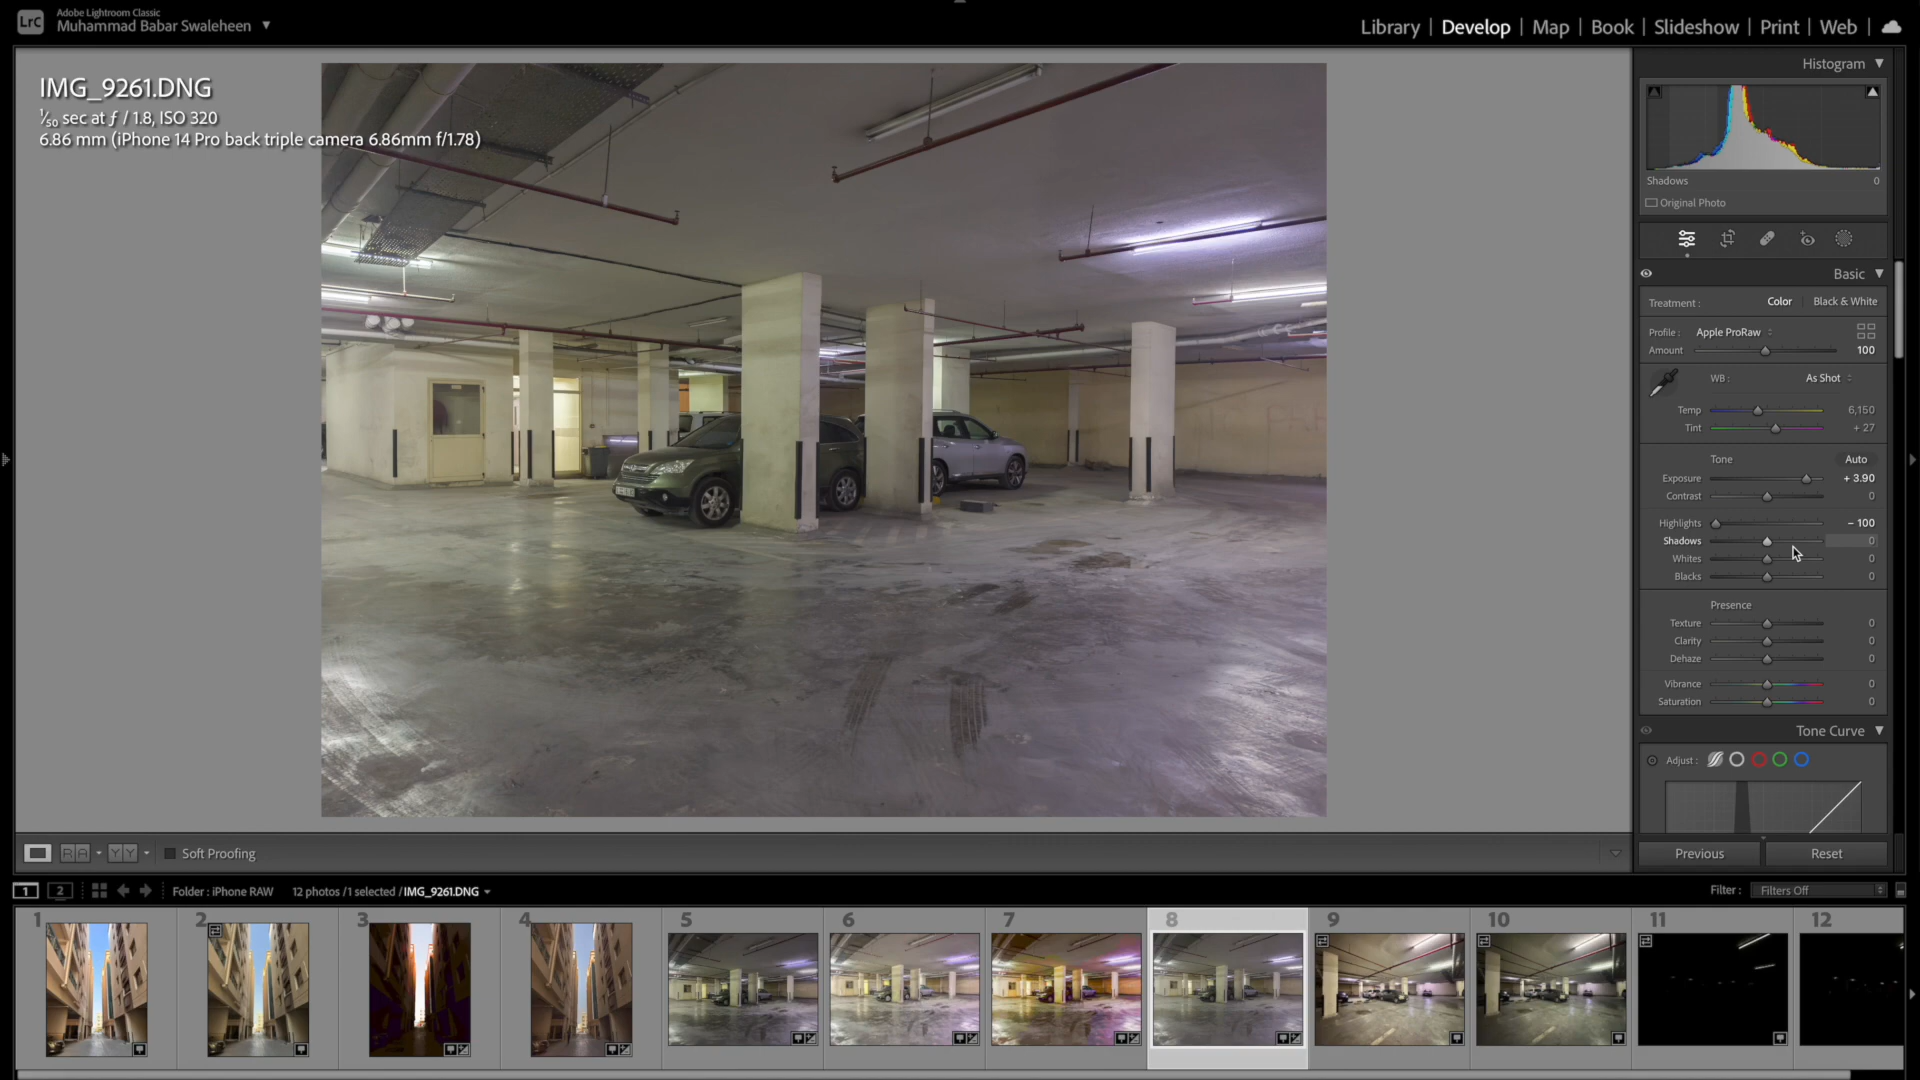 LrC
Adobe Lightroom Classic
Muhammad Babar Swaleheen
Library | Develop | Map | Book | Slideshow | Print | Web
IMG_9261.DNG
1/50 sec at ƒ / 1.8, ISO 320
6.86 mm (iPhone 14 Pro back triple camera 6.86mm f/1.78)
Histogram
Shadows 0
Original Photo
Basic
Treatment : Color Black & White
Profile : Apple ProRaw
Amount 100
WB : As Shot
Temp 6,150
Tint + 27
Tone Auto
Exposure + 3.90
Contrast 0
Highlights − 100
Shadows 0
Whites 0
Blacks 0
Presence
Texture 0
Clarity 0
Dehaze 0
Vibrance 0
Saturation 0
Tone Curve
Adjust :
Previous Reset
R A Y Y Soft Proofing
1 2 Folder : iPhone RAW 12 photos /1 selected /IMG_9261.DNG Filter : Filters Off
1 2 3 4 5 6 7 8 9 10 11 12